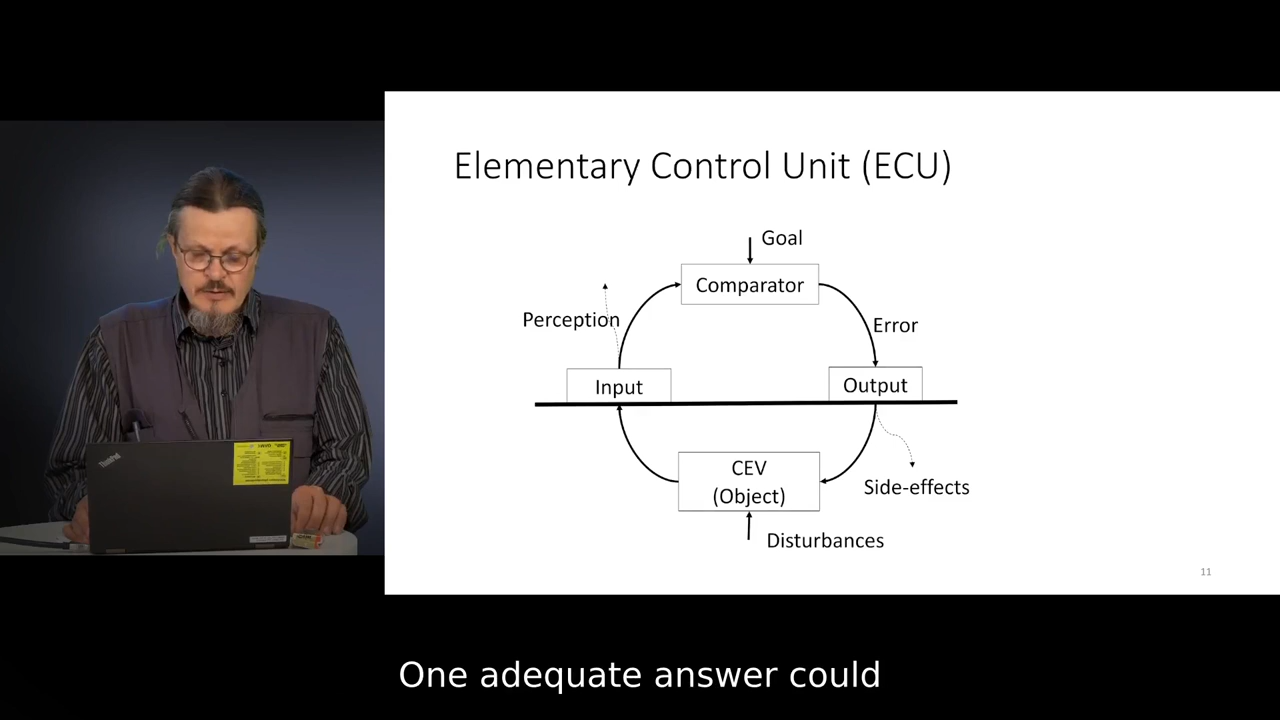 Elementary Control Unit (ECU)
Goal
Comparator
Perception
Error
Input
Output
CEV
(Object)
Side-effects
Disturbances
11
ThinkPad
One adequate answer could